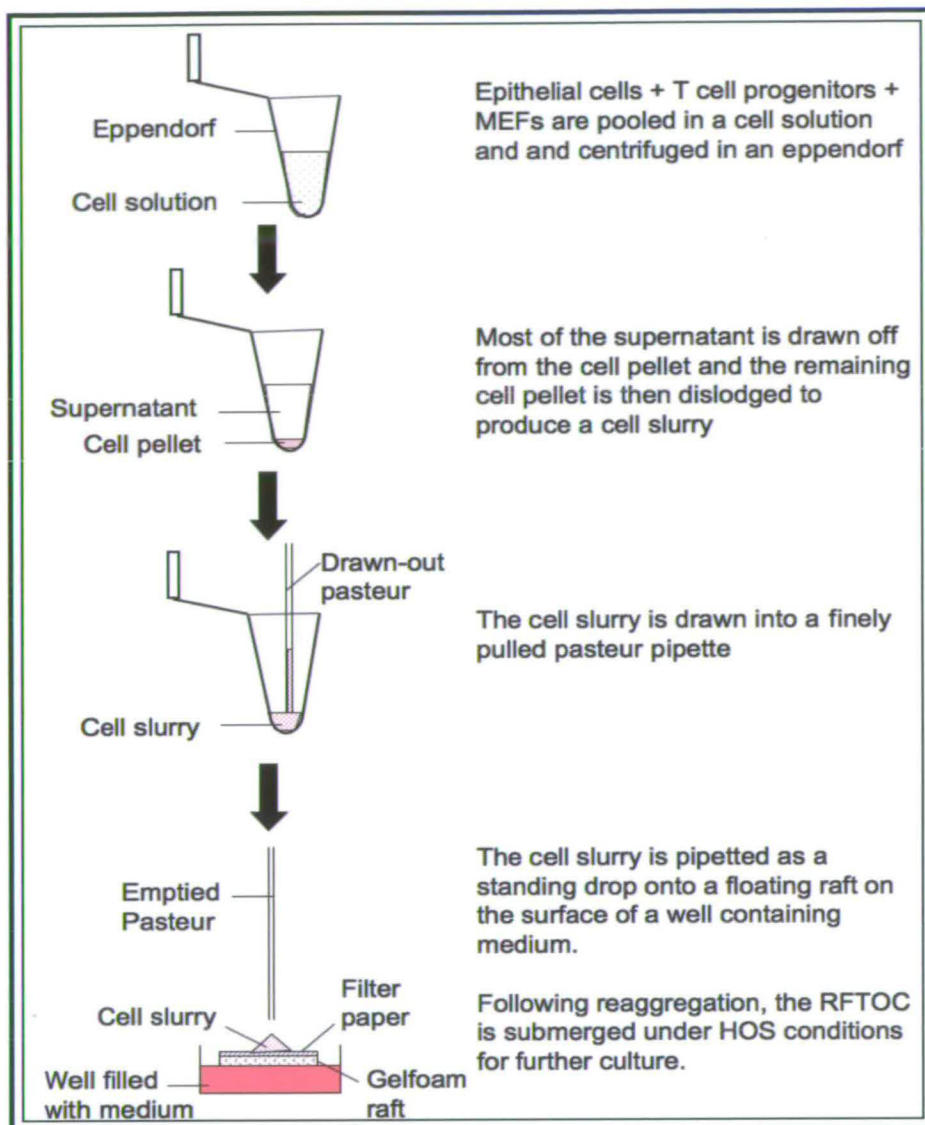 Eppendorf
Cell solution
Epithelial cells + T cell progenitors +
MEFs are pooled in a cell solution
and and centrifuged in an eppendorf
Supernatant
Cell pellet
Most of the supernatant is drawn off
from the cell pellet and the remaining
cell pellet is then dislodged to
produce a cell slurry
Drawn-out
pasteur
Cell slurry
The cell slurry is drawn into a finely
pulled pasteur pipette
Emptied
Pasteur
Cell slurry
Filter
paper
Well filled
with medium
Gelfoam
raft
The cell slurry is pipetted as a
standing drop onto a floating raft on
the surface of a well containing
medium.
Following reaggregation, the RFTOC
is submerged under HOS conditions
for further culture.